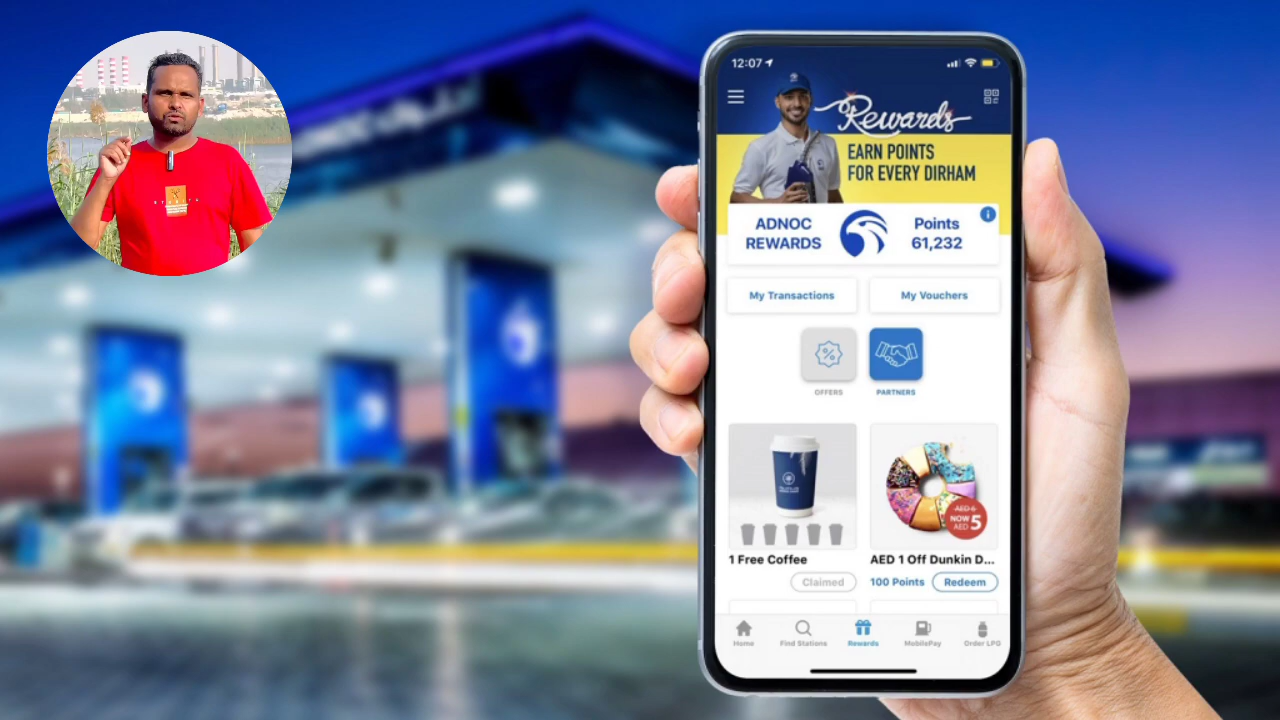 12:07
Rewards
EARN POINTS
FOR EVERY DIRHAM
ADNOC
REWARDS
Points
61,232
i
My Transactions
My Vouchers
%
OFFERS
PARTNERS
AED 6
NOW
AED 5
1 Free Coffee
AED 1 Off Dunkin D...
Claimed
100 Points
Redeem
Home
Find Stations
Rewards
MobilePay
Order LPG